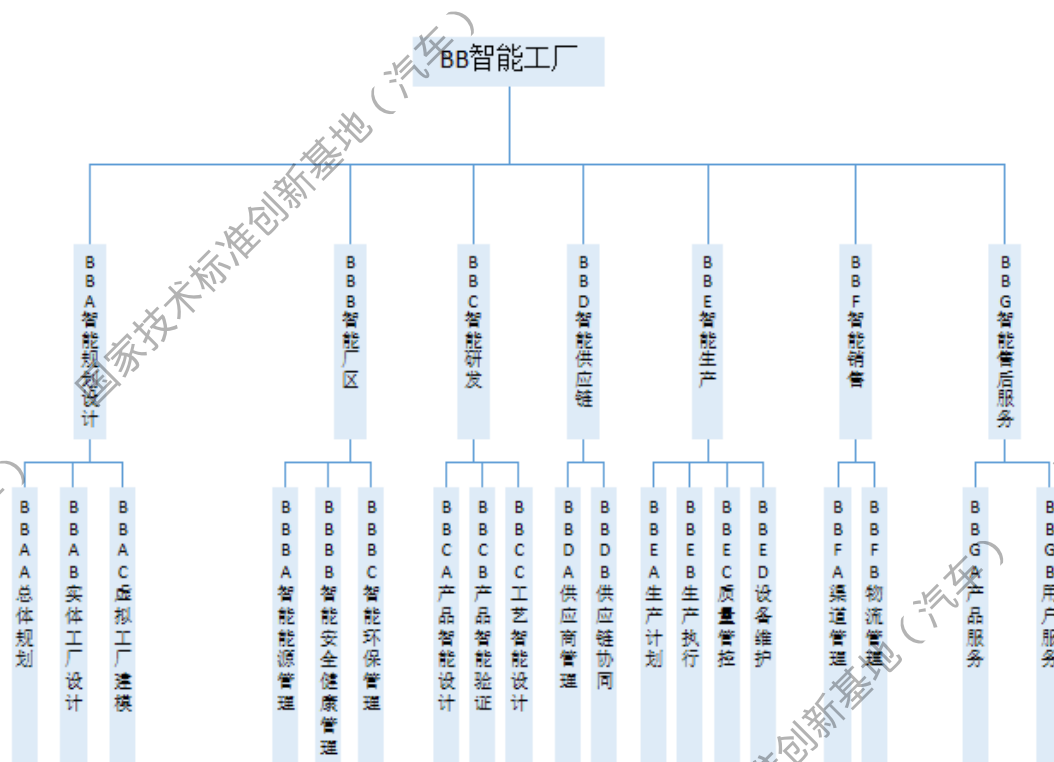 BB智能工厂
BBA智能规划设计
BBB智能厂区
BBC智能研发
BBD智能供应链
BBE智能生产
BBF智能销售
BBG智能售后服务
BBAA总体规划
BBAB实体工厂设计
BBAC虚拟工厂建模
BBBA智能能源管理
BBBB智能安全健康管理
BBBC智能环保管理
BBCA产品智能设计
BBCB产品智能验证
BBCC工艺智能设计
BBDA供应商管理
BBDB供应链协同
BBEA生产计划
BBEB生产执行
BBEC质量管控
BBED设备维护
BBFA渠道管理
BBFB物流管理
BBGA产品服务
BBGB用户服务
国家技术标准创新基地（汽车）
创新基地（汽车）